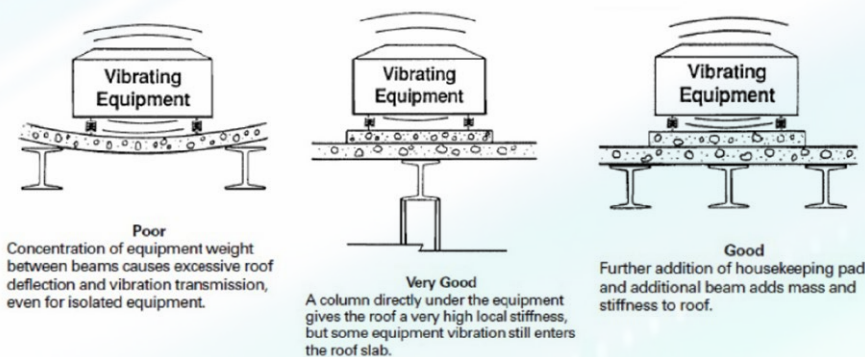 Vibrating
Equipment
Poor
Concentration of equipment weight
between beams causes excessive roof
deflection and vibration transmission,
even for isolated equipment.
Vibrating
Equipment
Very Good
A column directly under the equipment
gives the roof a very high local stiffness,
but some equipment vibration still enters
the roof slab.
Vibrating
Equipment
Good
Further addition of housekeeping pad
and additional beam adds mass and
stiffness to roof.